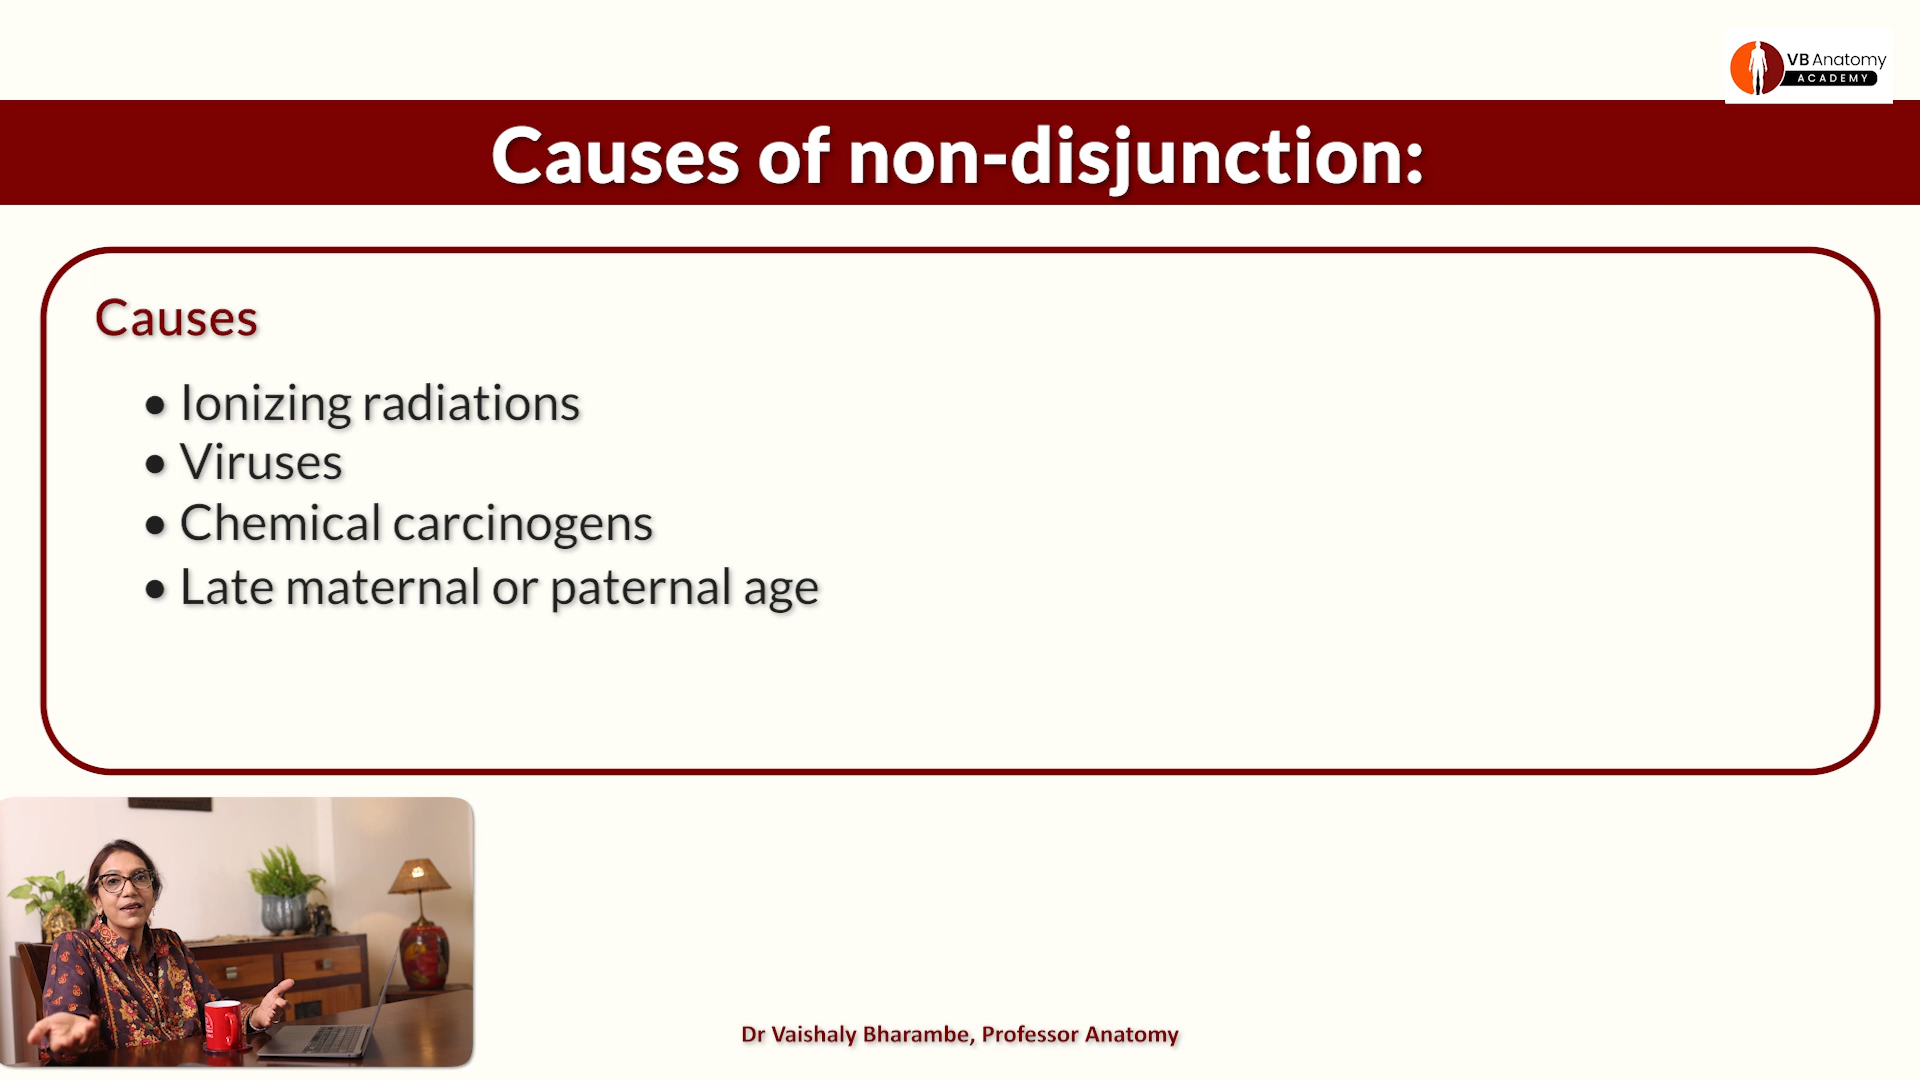 VB Anatomy
ACADEMY
Causes of non-disjunction:
Causes
• Ionizing radiations
• Viruses
• Chemical carcinogens
• Late maternal or paternal age
Dr Vaishaly Bharambe, Professor Anatomy